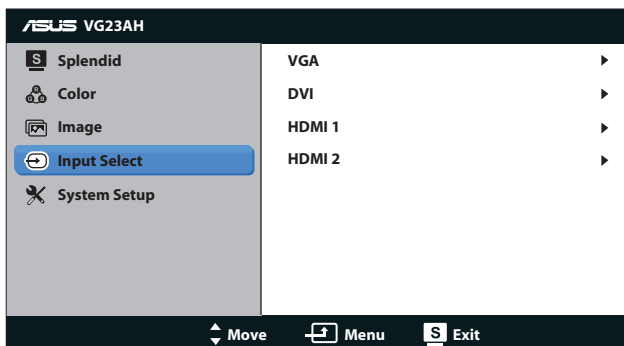 ASUS VG23AH
S Splendid
Color
Image
Input Select
System Setup
VGA
DVI
HDMI 1
HDMI 2
Move Menu S Exit